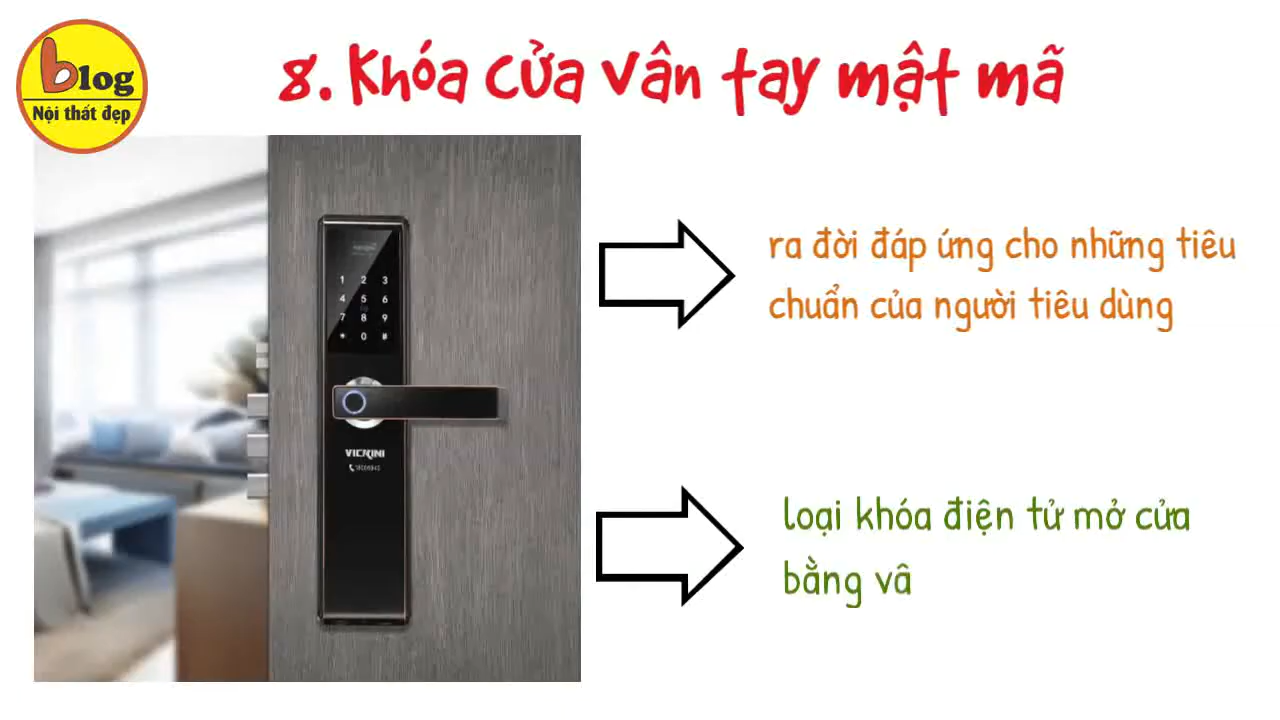 blog
Nội thất đẹp
8. Khóa cửa vân tay mật mã
ra đời đáp ứng cho những tiêu
chuẩn của người tiêu dùng
1 2 3
4 5 6
7 8 9
* 0 #
VICKINI
loại khóa điện tử mở cửa
bằng vâ